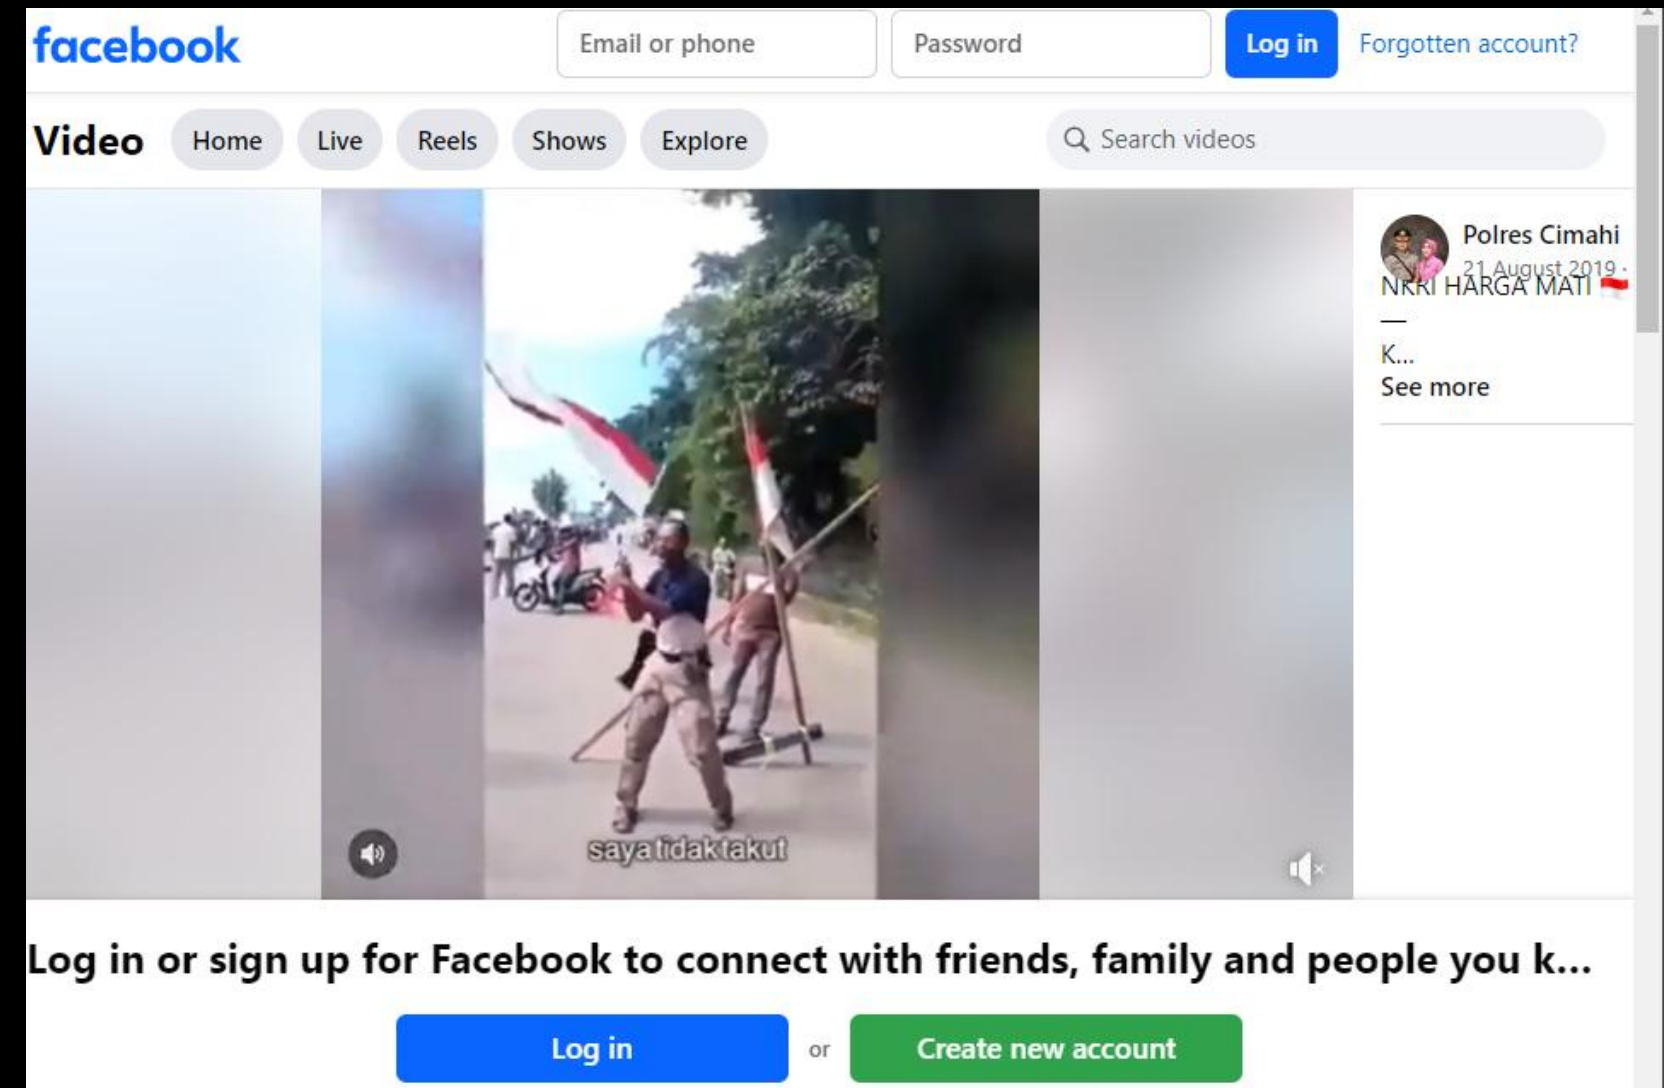 facebook
Email or phone
Password
Log in
Forgotten account?
Video
Home
Live
Reels
Shows
Explore
Search videos
Polres Cimahi
21 August 2019 ·
NKRI HARGA MATI
—
K...
See more
saya tidak takut
Log in or sign up for Facebook to connect with friends, family and people you k...
Log in
or
Create new account